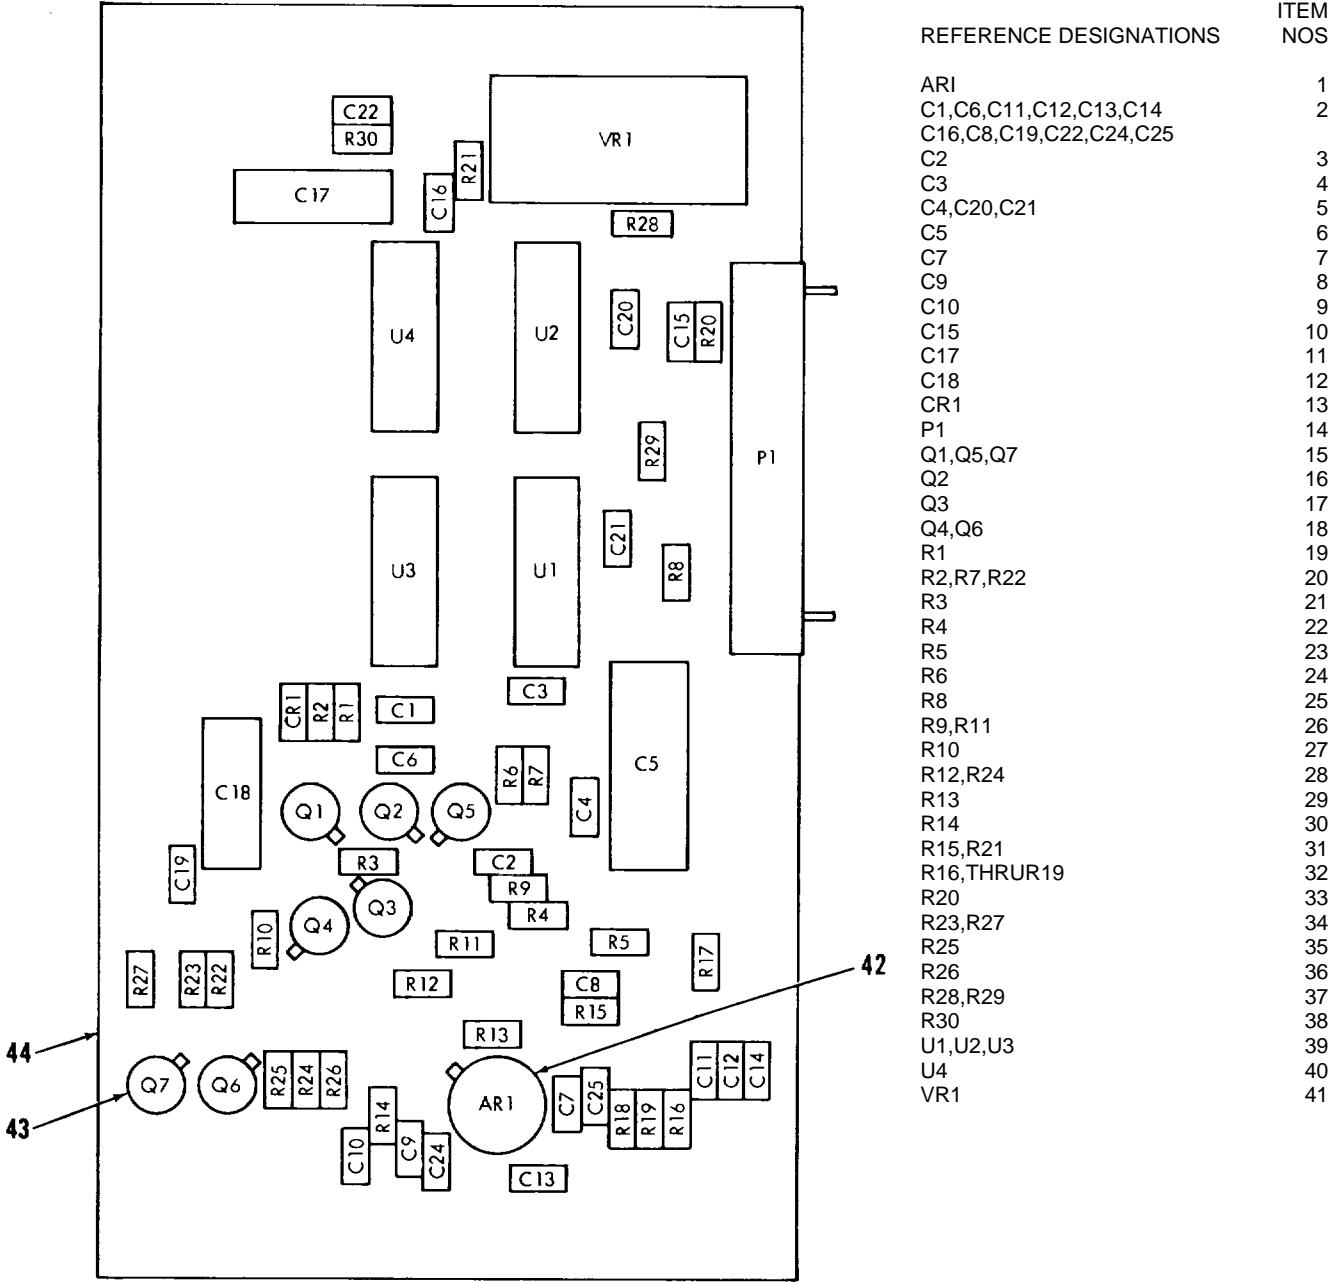 ITEM
REFERENCE DESIGNATIONS NOS
ARI 1
C1,C6,C11,C12,C13,C14 2
C16,C8,C19,C22,C24,C25
C2 3
C3 4
C4,C20,C21 5
C5 6
C7 7
C9 8
C10 9
C15 10
C17 11
C18 12
CR1 13
P1 14
Q1,Q5,Q7 15
Q2 16
Q3 17
Q4,Q6 18
R1 19
R2,R7,R22 20
R3 21
R4 22
R5 23
R6 24
R8 25
R9,R11 26
R10 27
R12,R24 28
R13 29
R14 30
R15,R21 31
R16,THRUR19 32
R20 33
R23,R27 34
R25 35
R26 36
R28,R29 37
R30 38
U1,U2,U3 39
U4 40
VR1 41
C22
R30
R21
VR1
C17
C16
R28
U4
U2
C20
C15
R20
R29
P1
U3
U1
C21
R8
CR1
R2
R1
C1
C3
C6
R6
R7
C5
C18
Q1
Q2
Q5
C4
C19
R3
C2
R9
Q3
R4
Q4
R10
R11
R5
R17
42
R27
R23
R22
R12
C8
R15
R13
44
Q7
Q6
R25
R24
R26
AR1
C7
C25
C11
C12
C14
43
R14
R18
R19
R16
C10
C9
C24
C13